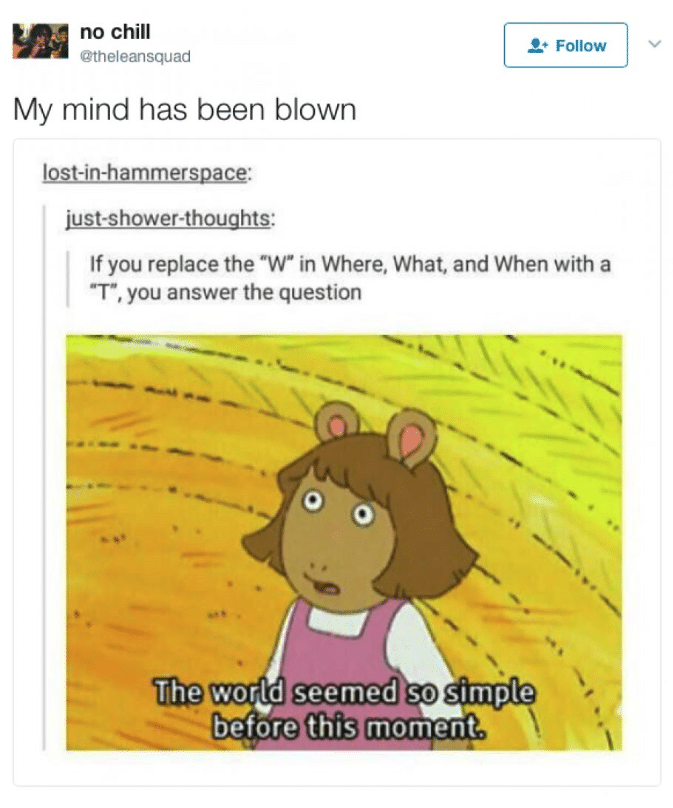 no chill
@theleansquad
Follow
My mind has been blown
lost-in-hammerspace:
just-shower-thoughts:
If you replace the "W" in Where, What, and When with a
"T", you answer the question
The world seemed so simple
before this moment.